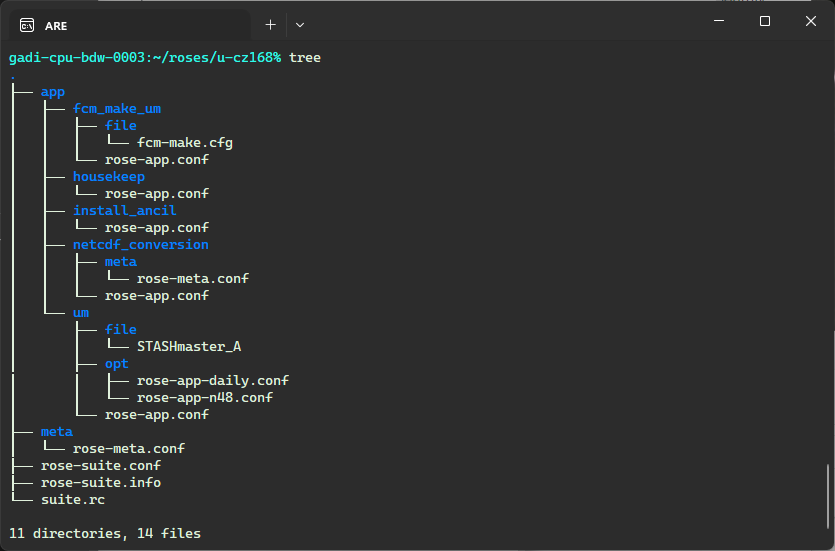 ARE
gadi-cpu-bdw-0003:~/roses/u-cz168% tree
.
├── app
│   ├── fcm_make_um
│   │   ├── file
│   │   │   └── fcm-make.cfg
│   │   └── rose-app.conf
│   ├── housekeep
│   │   └── rose-app.conf
│   ├── install_ancil
│   │   └── rose-app.conf
│   ├── netcdf_conversion
│   │   ├── meta
│   │   │   └── rose-meta.conf
│   │   └── rose-app.conf
│   └── um
│       ├── file
│       │   └── STASHmaster_A
│       ├── opt
│       │   ├── rose-app-daily.conf
│       │   └── rose-app-n48.conf
│       └── rose-app.conf
├── meta
│   └── rose-meta.conf
├── rose-suite.conf
├── rose-suite.info
└── suite.rc
11 directories, 14 files